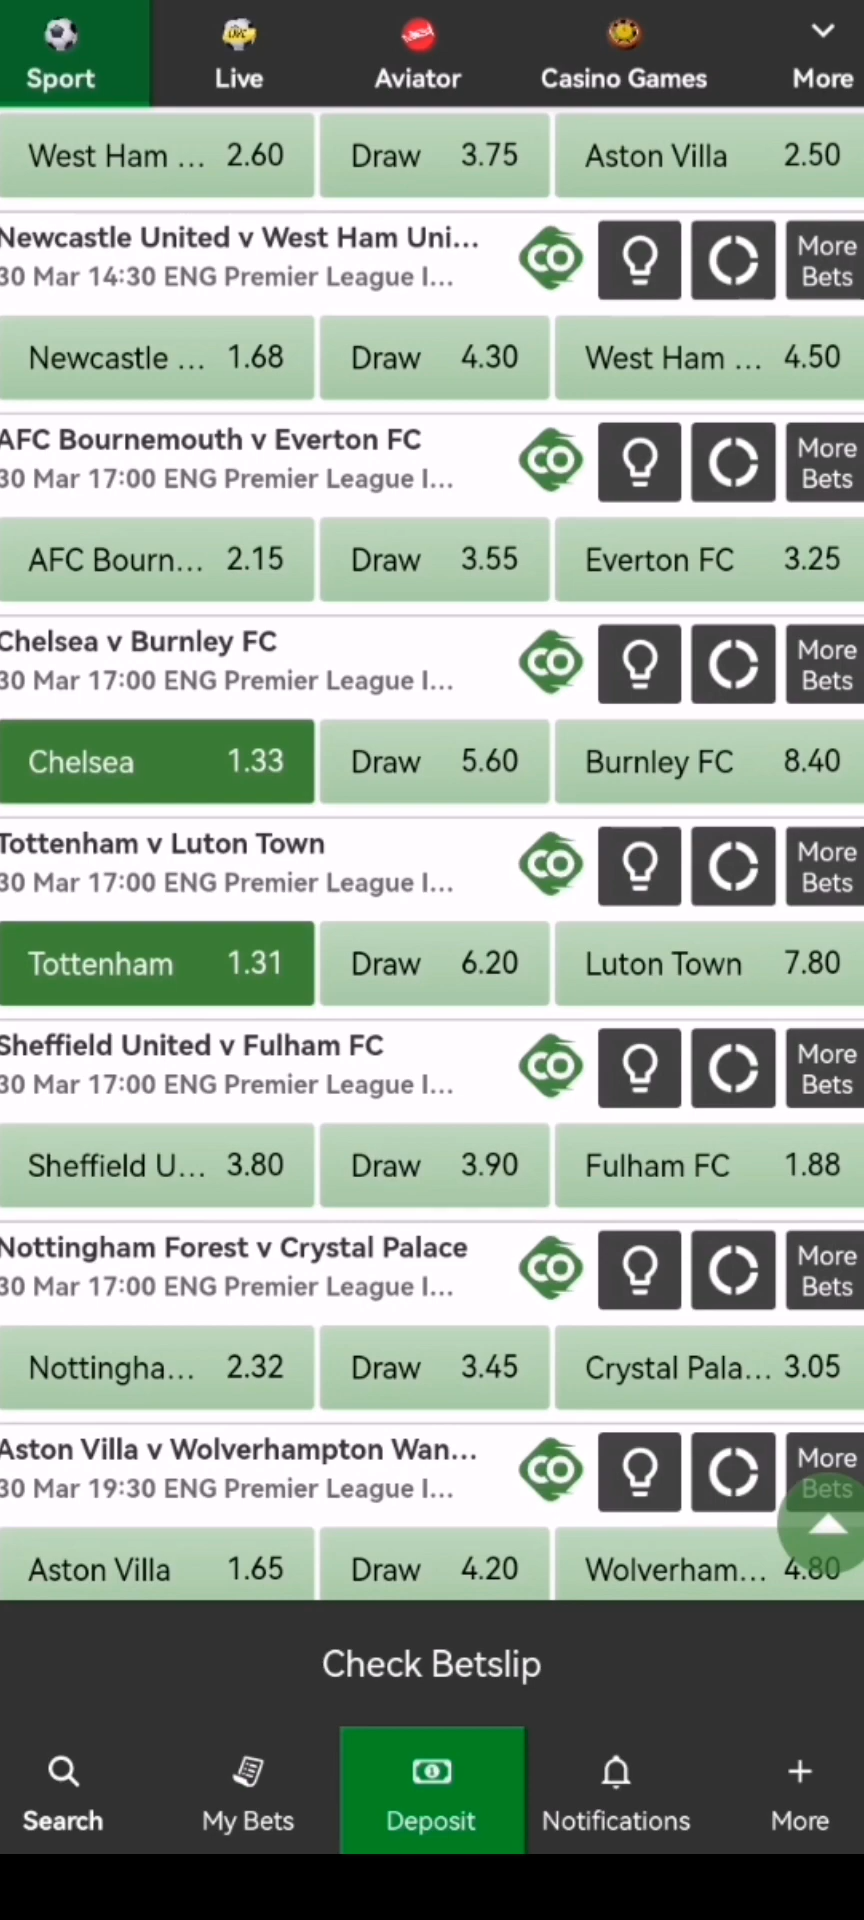 Sport Live Aviator Casino Games More
West Ham ... 2.60 Draw 3.75 Aston Villa 2.50
Newcastle United v West Ham Uni...
30 Mar 14:30 ENG Premier League I...
CO
More Bets
Newcastle ... 1.68 Draw 4.30 West Ham ... 4.50
AFC Bournemouth v Everton FC
30 Mar 17:00 ENG Premier League I...
CO
More Bets
AFC Bourn... 2.15 Draw 3.55 Everton FC 3.25
Chelsea v Burnley FC
30 Mar 17:00 ENG Premier League I...
CO
More Bets
Chelsea 1.33 Draw 5.60 Burnley FC 8.40
Tottenham v Luton Town
30 Mar 17:00 ENG Premier League I...
CO
More Bets
Tottenham 1.31 Draw 6.20 Luton Town 7.80
Sheffield United v Fulham FC
30 Mar 17:00 ENG Premier League I...
CO
More Bets
Sheffield U... 3.80 Draw 3.90 Fulham FC 1.88
Nottingham Forest v Crystal Palace
30 Mar 17:00 ENG Premier League I...
CO
More Bets
Nottingha... 2.32 Draw 3.45 Crystal Pala... 3.05
Aston Villa v Wolverhampton Wan...
30 Mar 19:30 ENG Premier League I...
CO
More Bets
Aston Villa 1.65 Draw 4.20 Wolverham... 4.80
Check Betslip
Search My Bets Deposit Notifications More